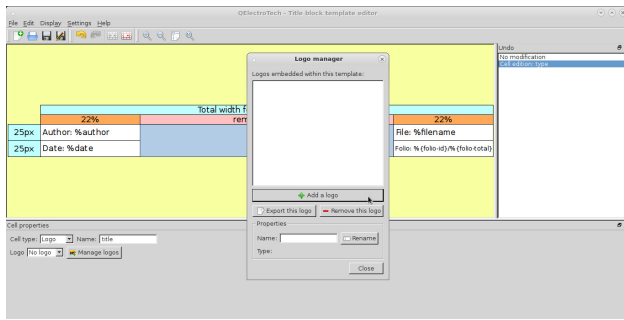 QElectroTech - Title block template editor
File Edit Display Settings Help
Undo
No modification
Cell edition: type
Logo manager
Logos embedded within this template:
Total width f
22%
rem
22%
25px
Author: %author
File: %filename
25px
Date: %date
Folio: %{folio-id}/%{folio-total}
Add a logo
Export this logo
Remove this logo
Properties
Name:
Rename
Type:
Close
Cell properties
Cell type: Logo Name: title
Logo No logo Manage logos